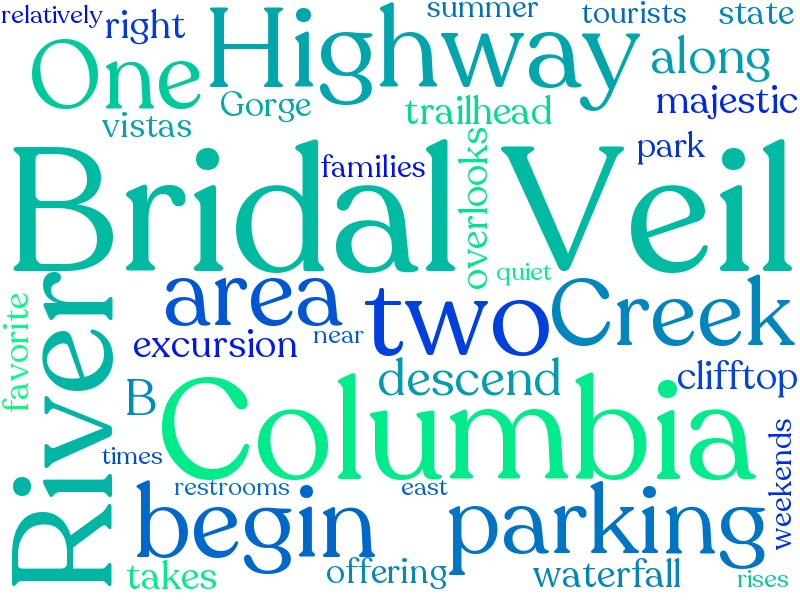 relatively
right
summer
tourists
state
One
Highway
along
Gorge
trailhead
majestic
vistas
park
families
overlooks
Bridal Veil
quiet
River
area
two
Creek
favorite
excursion
near
descend
clifftop
B
Columbia
times
weekends
restrooms
east
begin
parking
takes
offering
waterfall
rises